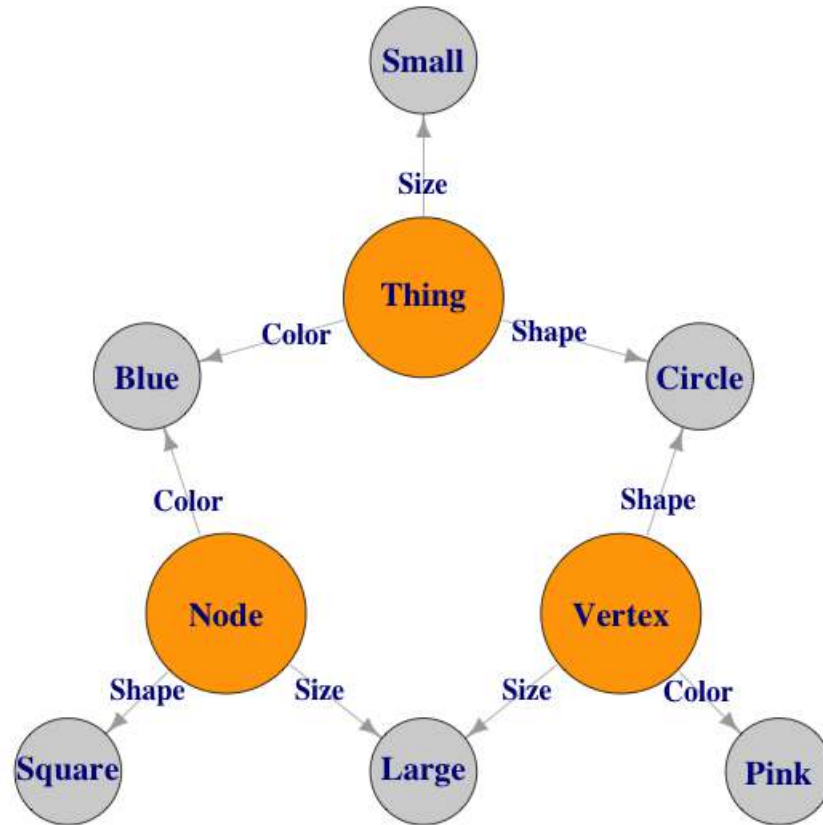 Small
Size
Thing
Color
Shape
Blue
Circle
Color
Shape
Node
Vertex
Shape
Size
Size
Color
Square
Large
Pink